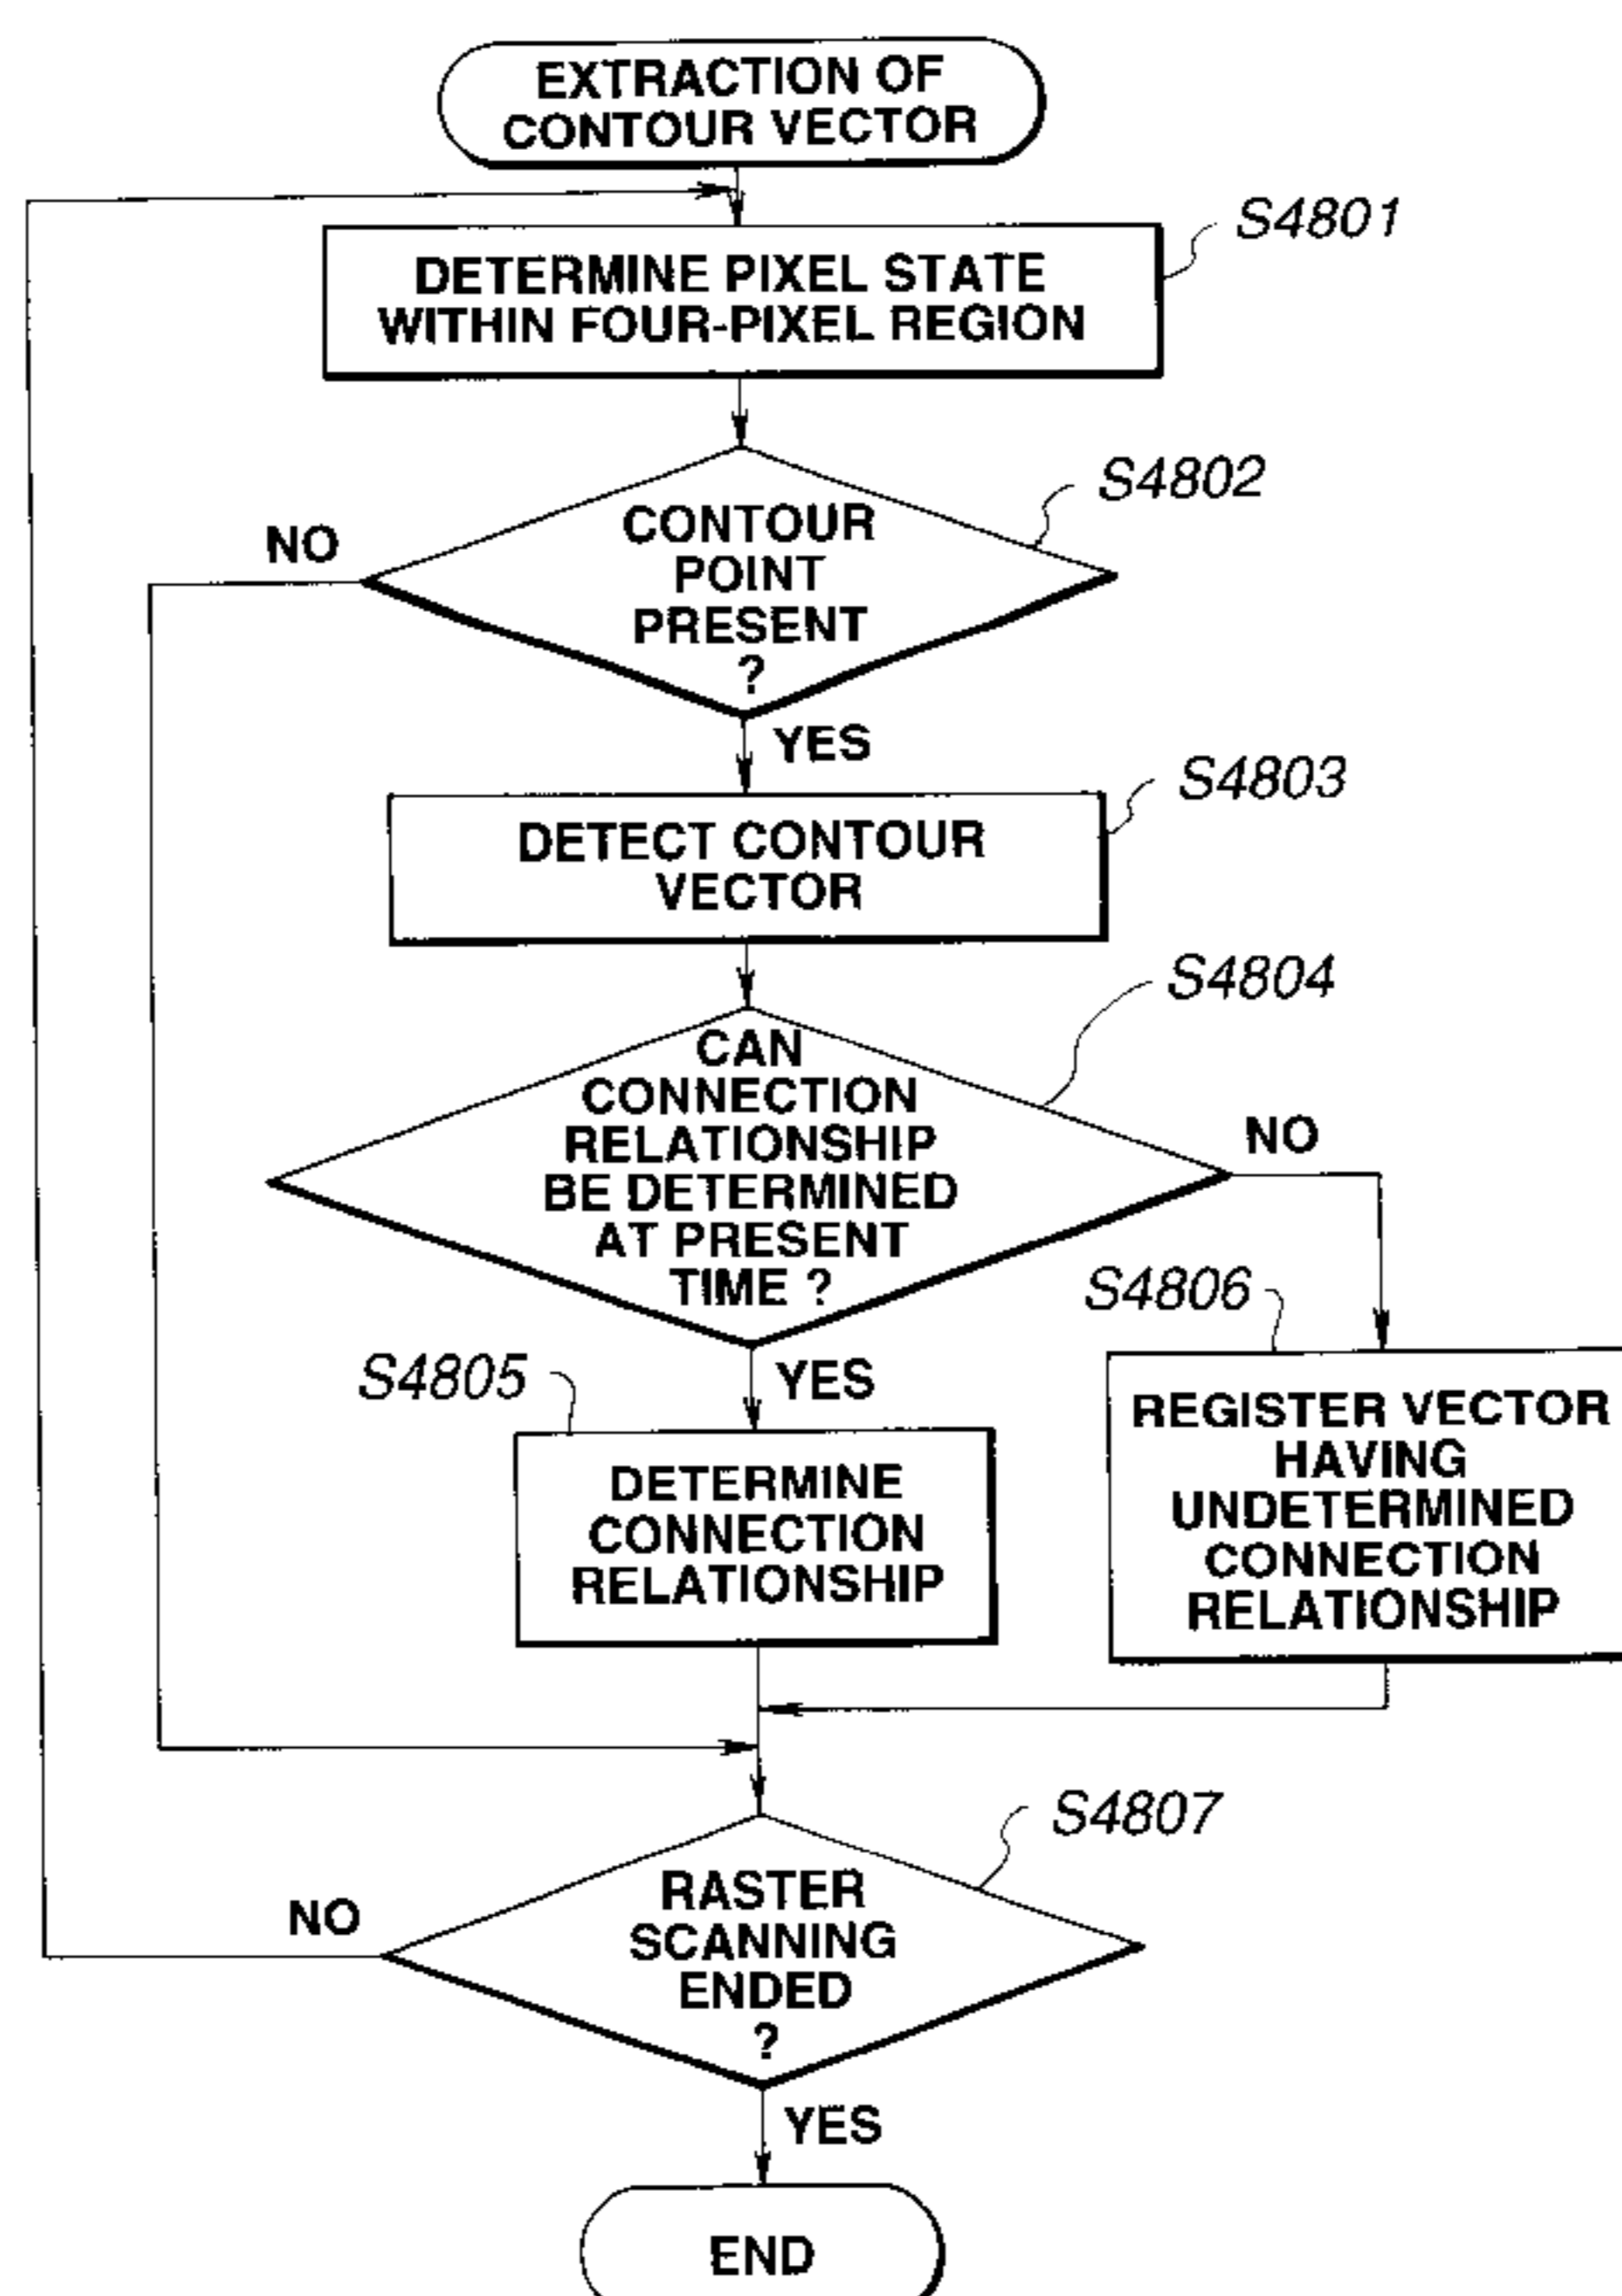 EXTRACTION OF
CONTOUR VECTOR
S4801
DETERMINE PIXEL STATE
WITHIN FOUR-PIXEL REGION
S4802
NO
CONTOUR
POINT
PRESENT
?
YES
S4803
DETECT CONTOUR
VECTOR
S4804
CAN
CONNECTION
RELATIONSHIP
BE DETERMINED
AT PRESENT
TIME ?
NO
S4806
YES
S4805
REGISTER VECTOR
HAVING
UNDETERMINED
CONNECTION
RELATIONSHIP
DETERMINE
CONNECTION
RELATIONSHIP
S4807
NO
RASTER
SCANNING
ENDED
?
YES
END